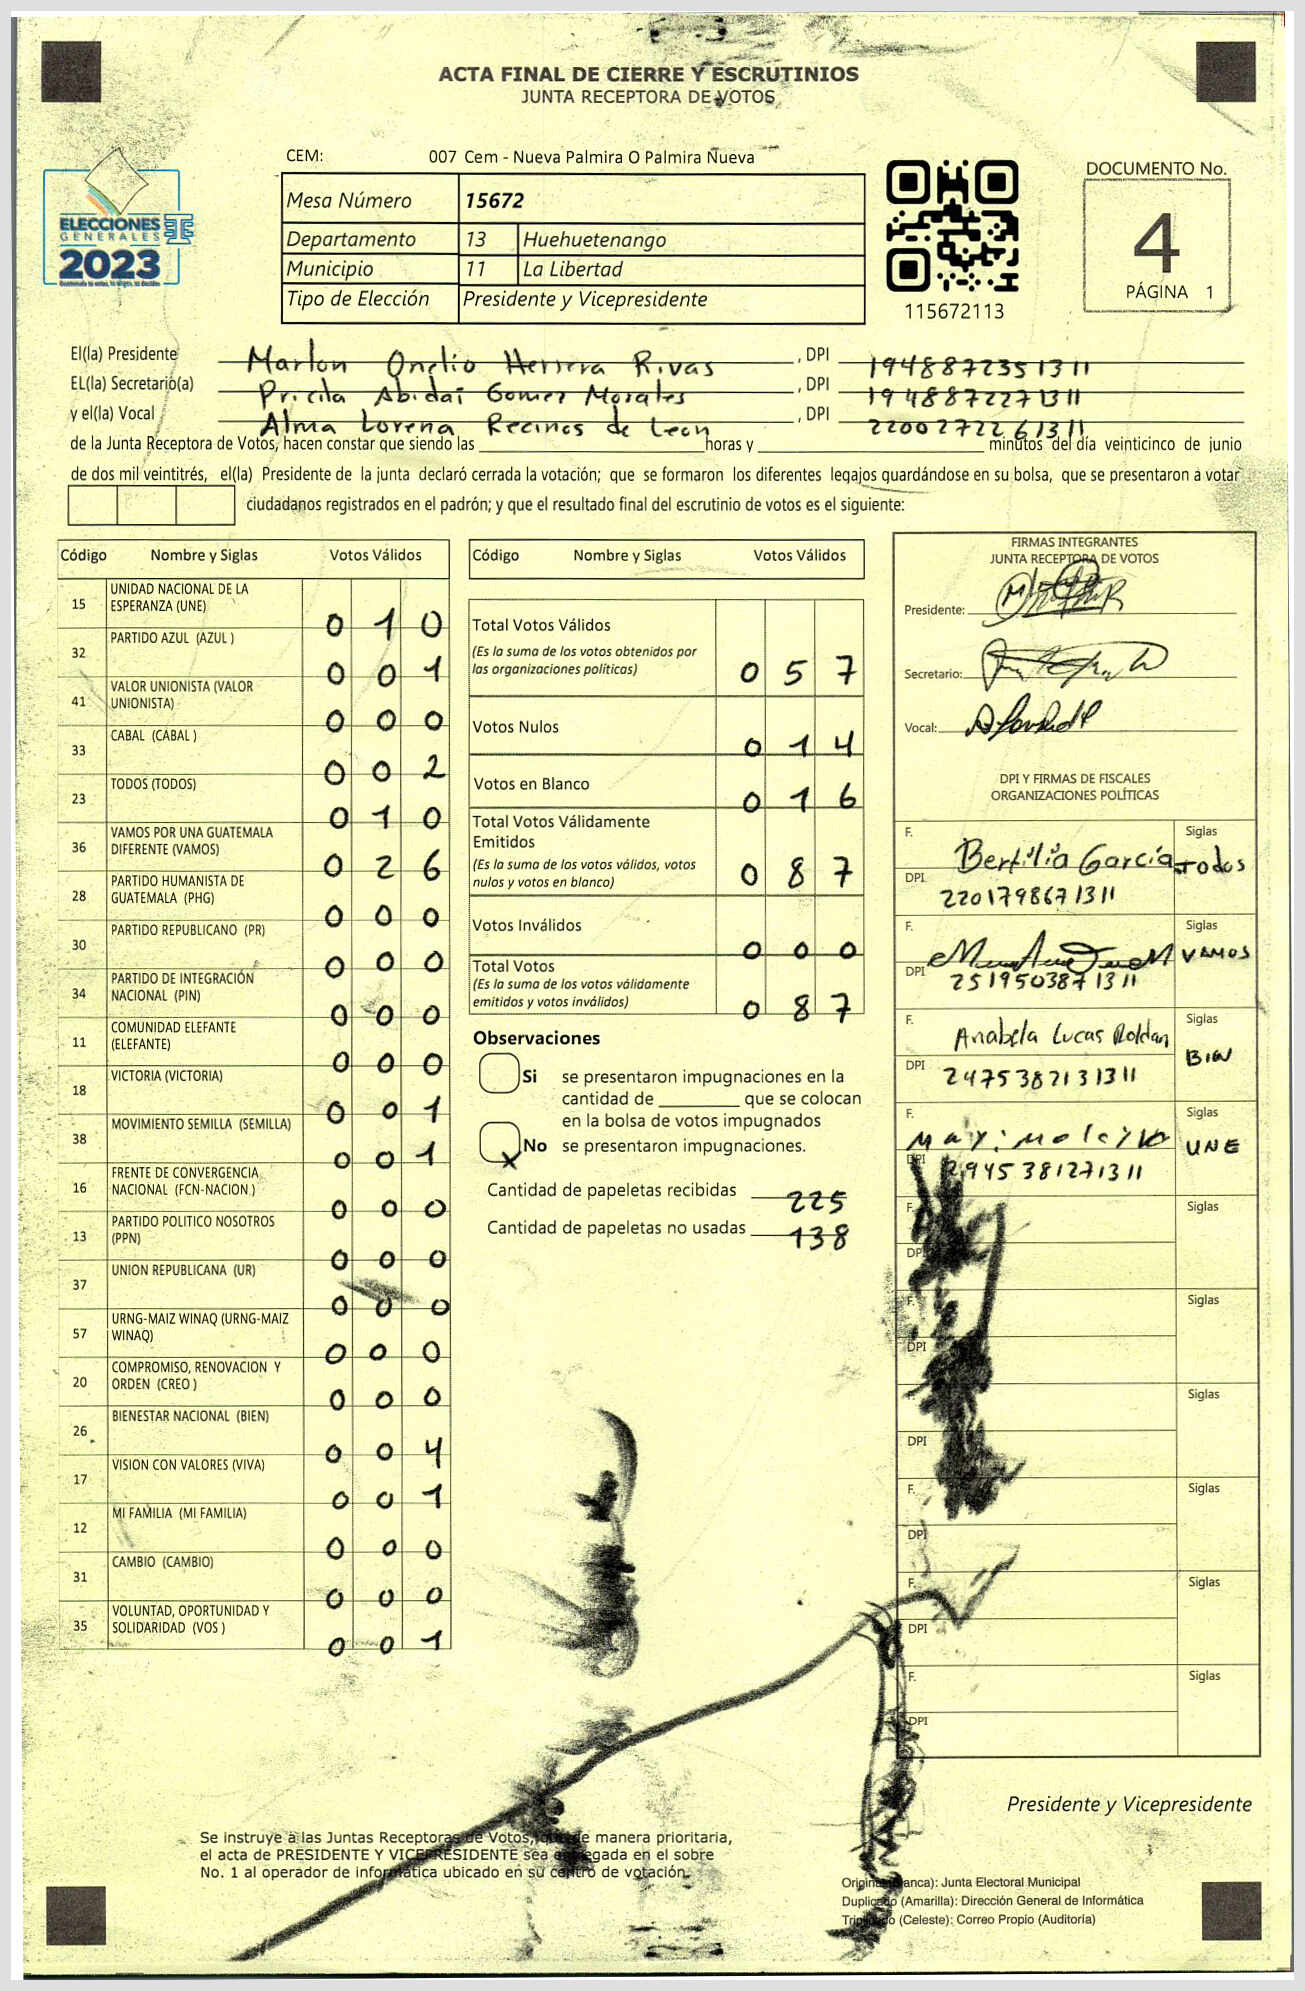 ACTA FINAL DE CIERRE Y ESCRUTINIOS
JUNTA RECEPTORA DE VOTOS
CEM: 007 Cem - Nueva Palmira O Palmira Nueva
ELECCIONES
GENERALES
2023
Mesa Número 15672
Departamento 13 Huehuetenango
Municipio 11 La Libertad
Tipo de Elección Presidente y Vicepresidente
115672113
DOCUMENTO No.
4
PÁGINA 1
El(la) Presidente Marlon Onelio Herrera Rivas , DPI 1948872351311
EL(la) Secretario(a) Pricila Abidaí Gomez Morales , DPI 1948872271311
y el(la) Vocal Alma Lorena Recinos de Leon , DPI 2200272261311
de la Junta Receptora de Votos, hacen constar que siendo las horas y minutos del día veinticinco de junio
de dos mil veintitrés, el(la) Presidente de la junta declaró cerrada la votación; que se formaron los diferentes legajos guardándose en su bolsa, que se presentaron a votar
ciudadanos registrados en el padrón; y que el resultado final del escrutinio de votos es el siguiente:
Código Nombre y Siglas Votos Válidos
15 UNIDAD NACIONAL DE LA ESPERANZA (UNE) 0 1 0
32 PARTIDO AZUL (AZUL ) 0 0 1
41 VALOR UNIONISTA (VALOR UNIONISTA) 0 0 0
33 CABAL (CABAL ) 0 0 2
23 TODOS (TODOS) 0 1 0
36 VAMOS POR UNA GUATEMALA DIFERENTE (VAMOS) 0 2 6
28 PARTIDO HUMANISTA DE GUATEMALA (PHG) 0 0 0
30 PARTIDO REPUBLICANO (PR) 0 0 0
34 PARTIDO DE INTEGRACIÓN NACIONAL (PIN) 0 0 0
11 COMUNIDAD ELEFANTE (ELEFANTE) 0 0 0
18 VICTORIA (VICTORIA) 0 0 1
38 MOVIMIENTO SEMILLA (SEMILLA) 0 0 1
16 FRENTE DE CONVERGENCIA NACIONAL (FCN-NACION ) 0 0 0
13 PARTIDO POLITICO NOSOTROS (PPN) 0 0 0
37 UNION REPUBLICANA (UR) 0 0 0
57 URNG-MAIZ WINAQ (URNG-MAIZ WINAQ) 0 0 0
20 COMPROMISO, RENOVACION Y ORDEN (CREO ) 0 0 0
26 BIENESTAR NACIONAL (BIEN) 0 0 4
17 VISION CON VALORES (VIVA) 0 0 1
12 MI FAMILIA (MI FAMILIA) 0 0 0
31 CAMBIO (CAMBIO) 0 0 0
35 VOLUNTAD, OPORTUNIDAD Y SOLIDARIDAD (VOS ) 0 0 1
Código Nombre y Siglas Votos Válidos
Total Votos Válidos
(Es la suma de los votos obtenidos por
las organizaciones políticas) 0 5 7
Votos Nulos 0 1 4
Votos en Blanco 0 1 6
Total Votos Válidamente
Emitidos
(Es la suma de los votos válidos, votos
nulos y votos en blanco) 0 8 7
Votos Inválidos 0 0 0
Total Votos
(Es la suma de los votos válidamente
emitidos y votos inválidos) 0 8 7
Observaciones
Si se presentaron impugnaciones en la
cantidad de que se colocan
en la bolsa de votos impugnados
X No se presentaron impugnaciones.
Cantidad de papeletas recibidas 225
Cantidad de papeletas no usadas 138
FIRMAS INTEGRANTES
JUNTA RECEPTORA DE VOTOS
Presidente:
Secretario:
Vocal:
DPI Y FIRMAS DE FISCALES
ORGANIZACIONES POLÍTICAS
F. Bertilia García Siglas TODOS
DPI 2201798671311
F. Siglas VAMOS
DPI 2519503871311
F. Anabela Lucas Roldan Siglas BIEN
DPI 2475382131311
F. Siglas UNE
DPI 2945381271311
F. Siglas
DPI
F. Siglas
DPI
F. Siglas
DPI
F. Siglas
DPI
F. Siglas
DPI
F. Siglas
DPI
Presidente y Vicepresidente
Se instruye a las Juntas Receptoras de Votos, que de manera prioritaria,
el acta de PRESIDENTE Y VICEPRESIDENTE sea entregada en el sobre
No. 1 al operador de informática ubicado en su centro de votación.
Original (Blanca): Junta Electoral Municipal
Duplicado (Amarilla): Dirección General de Informática
Triplicado (Celeste): Correo Propio (Auditoría)